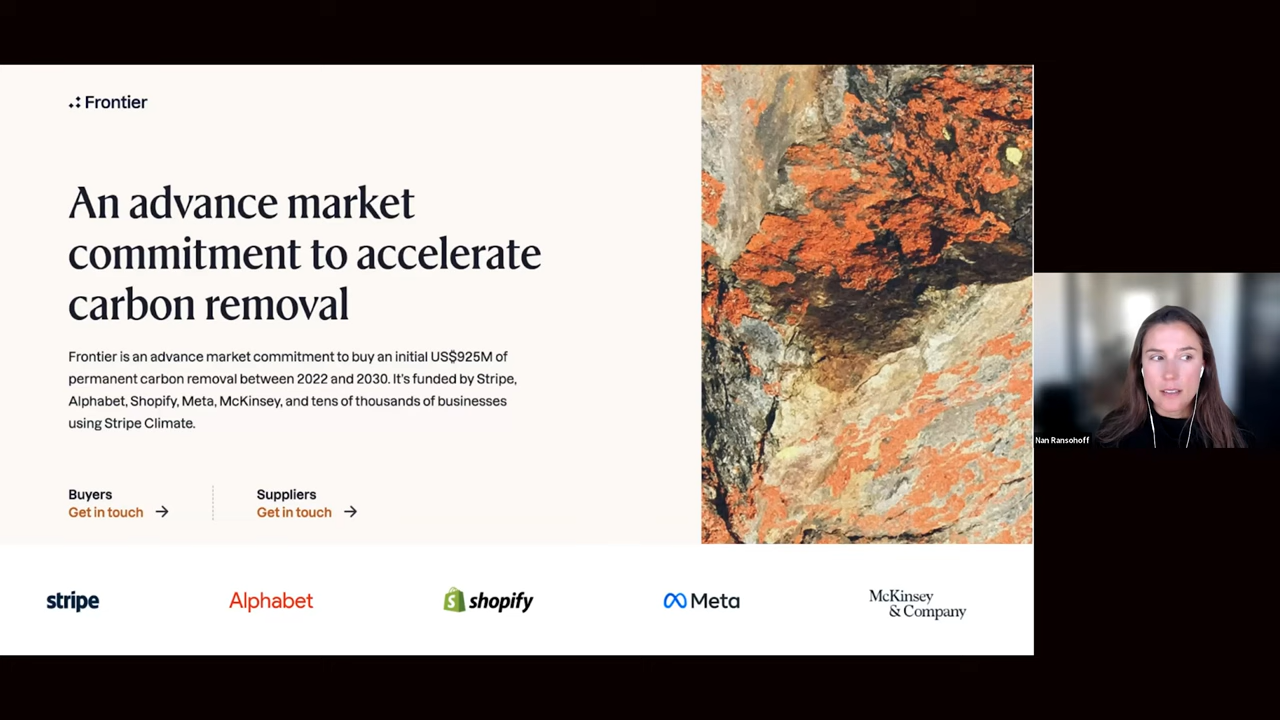 Frontier
An advance market
commitment to accelerate
carbon removal
Frontier is an advance market commitment to buy an initial US$925M of
permanent carbon removal between 2022 and 2030. It's funded by Stripe,
Alphabet, Shopify, Meta, McKinsey, and tens of thousands of businesses
using Stripe Climate.
Buyers
Get in touch →
Suppliers
Get in touch →
stripe
Alphabet
shopify
Meta
McKinsey
& Company
Nan Ransohoff